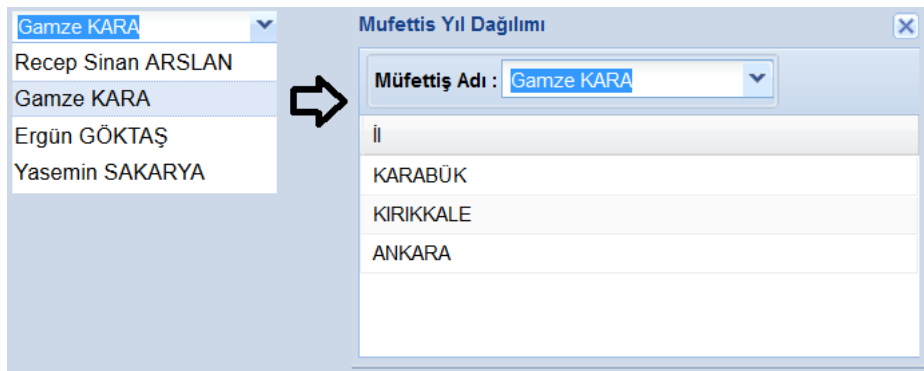 Gamze KARA
Recep Sinan ARSLAN
Gamze KARA
Ergün GÖKTAŞ
Yasemin SAKARYA
Mufettis Yıl Dağılımı
Müfettiş Adı : Gamze KARA
İl
KARABÜK
KIRIKKALE
ANKARA